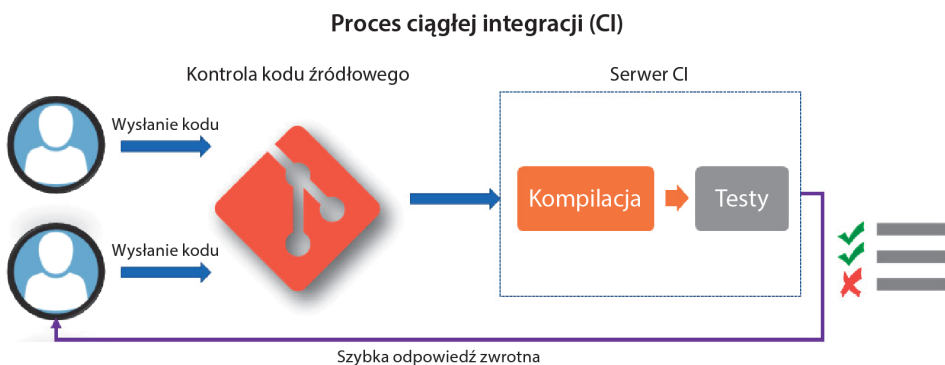 Proces ciągłej integracji (CI)
Kontrola kodu źródłowego
Serwer CI
Wysłanie kodu
Kompilacja
Testy
Wysłanie kodu
Szybka odpowiedź zwrotna